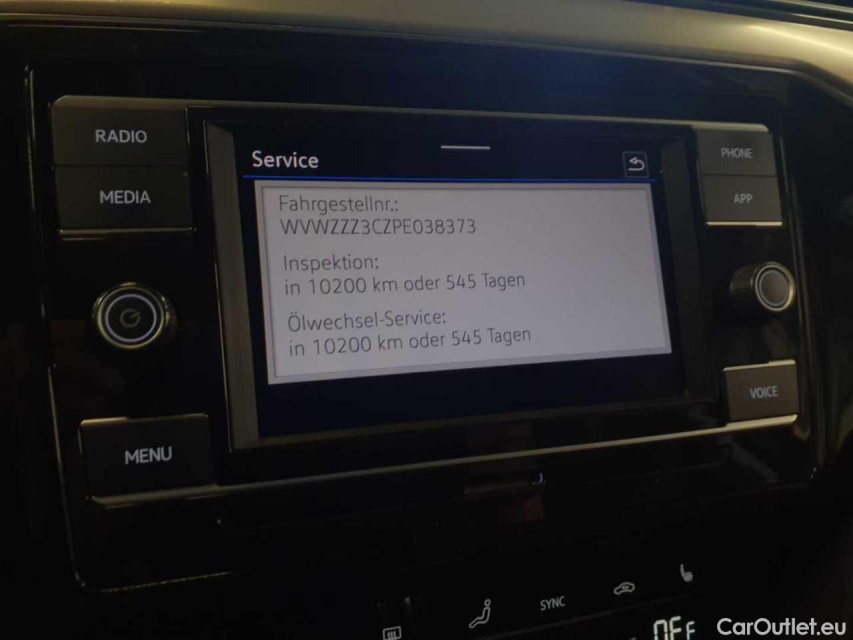 RADIO
MEDIA
MENU
Service
Fahrgestellnr.:
WVWZZZ3CZPE038373
Inspektion:
in 10200 km oder 545 Tagen
Ölwechsel-Service:
in 10200 km oder 545 Tagen
PHONE
APP
VOICE
SYNC
OFF
CarOutlet.eu